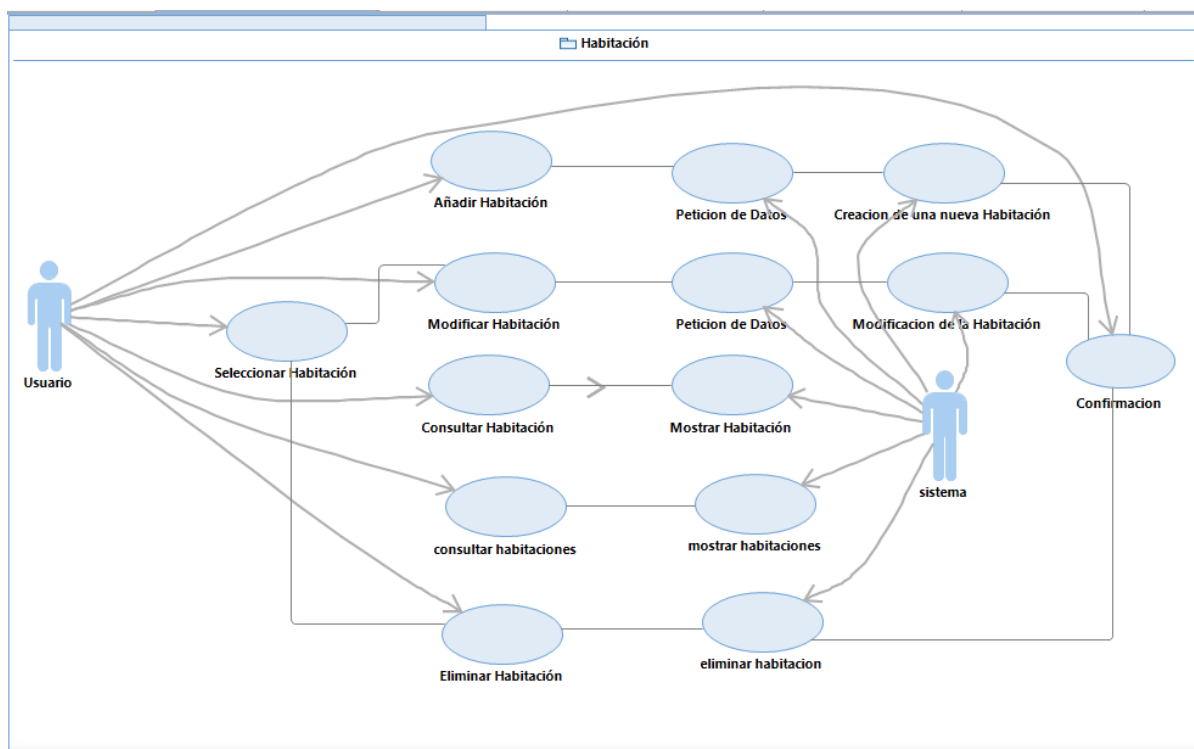 Habitación
Añadir Habitación
Peticion de Datos
Creacion de una nueva Habitación
Modificar Habitación
Peticion de Datos
Modificacion de la Habitación
Seleccionar Habitación
Usuario
Consultar Habitación
Mostrar Habitación
Confirmacion
sistema
consultar habitaciones
mostrar habitaciones
Eliminar Habitación
eliminar habitacion